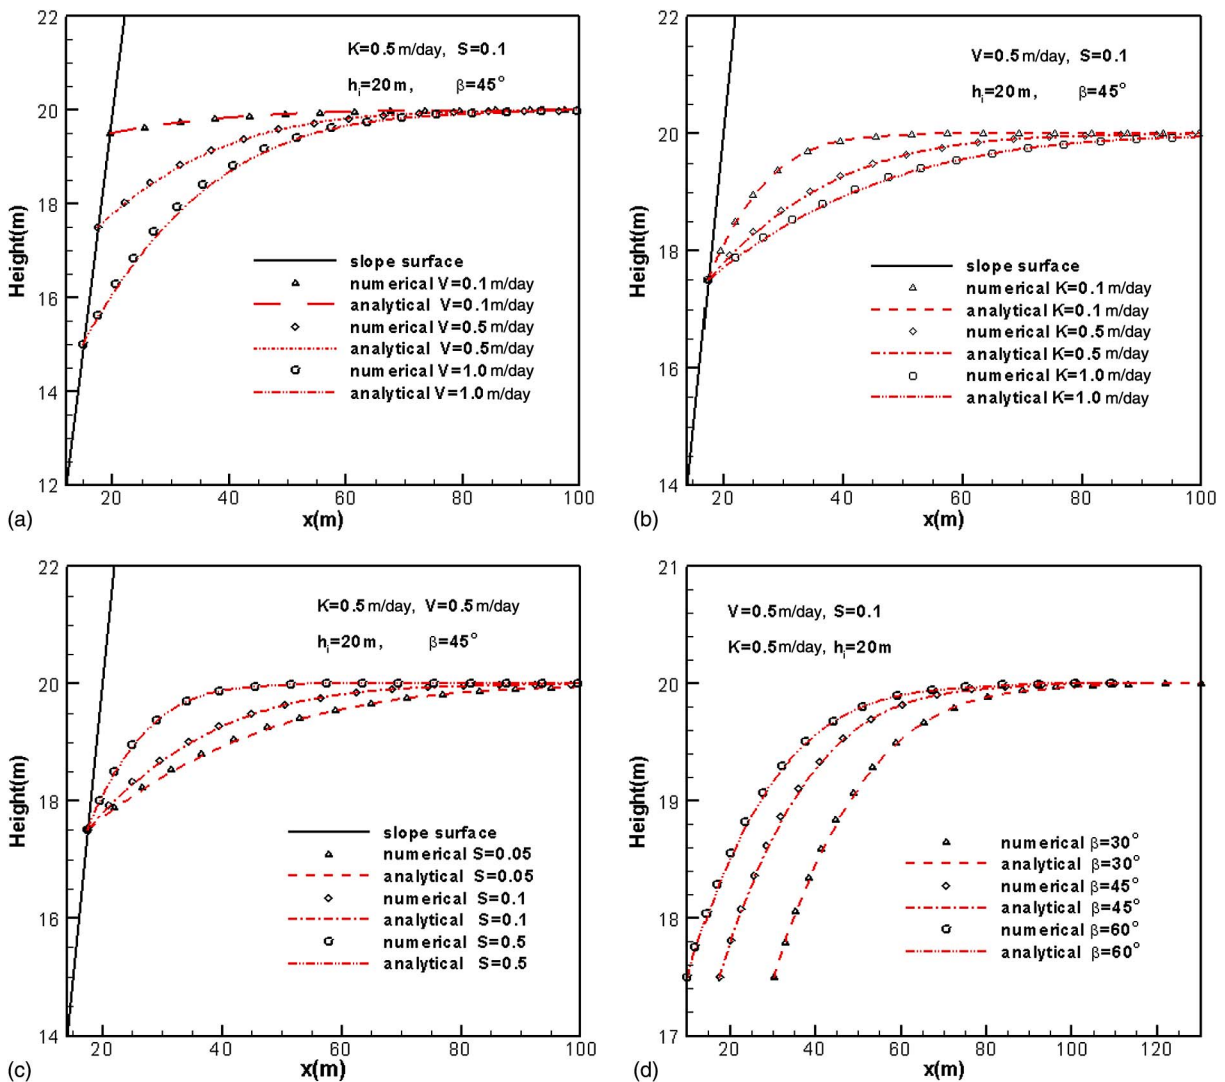 22
20
18
16
14
12
20
40
60
80
100
Height(m)
x(m)
(a)
K=0.5 m/day, S=0.1
hi=20 m, β=45°
slope surface
numerical V=0.1 m/day
analytical V=0.1 m/day
numerical V=0.5 m/day
analytical V=0.5 m/day
numerical V=1.0 m/day
analytical V=1.0 m/day
22
20
18
16
14
20
40
60
80
100
Height(m)
x(m)
(b)
V=0.5 m/day, S=0.1
hi=20 m, β=45°
slope surface
numerical K=0.1 m/day
analytical K=0.1 m/day
numerical K=0.5 m/day
analytical K=0.5 m/day
numerical K=1.0 m/day
analytical K=1.0 m/day
22
20
18
16
14
20
40
60
80
100
Height(m)
x(m)
(c)
K=0.5 m/day, V=0.5 m/day
hi=20 m, β=45°
slope surface
numerical S=0.05
analytical S=0.05
numerical S=0.1
analytical S=0.1
numerical S=0.5
analytical S=0.5
21
20
19
18
17
20
40
60
80
100
120
Height(m)
x(m)
(d)
V=0.5 m/day, S=0.1
K=0.5 m/day, hi=20m
numerical β=30°
analytical β=30°
numerical β=45°
analytical β=45°
numerical β=60°
analytical β=60°